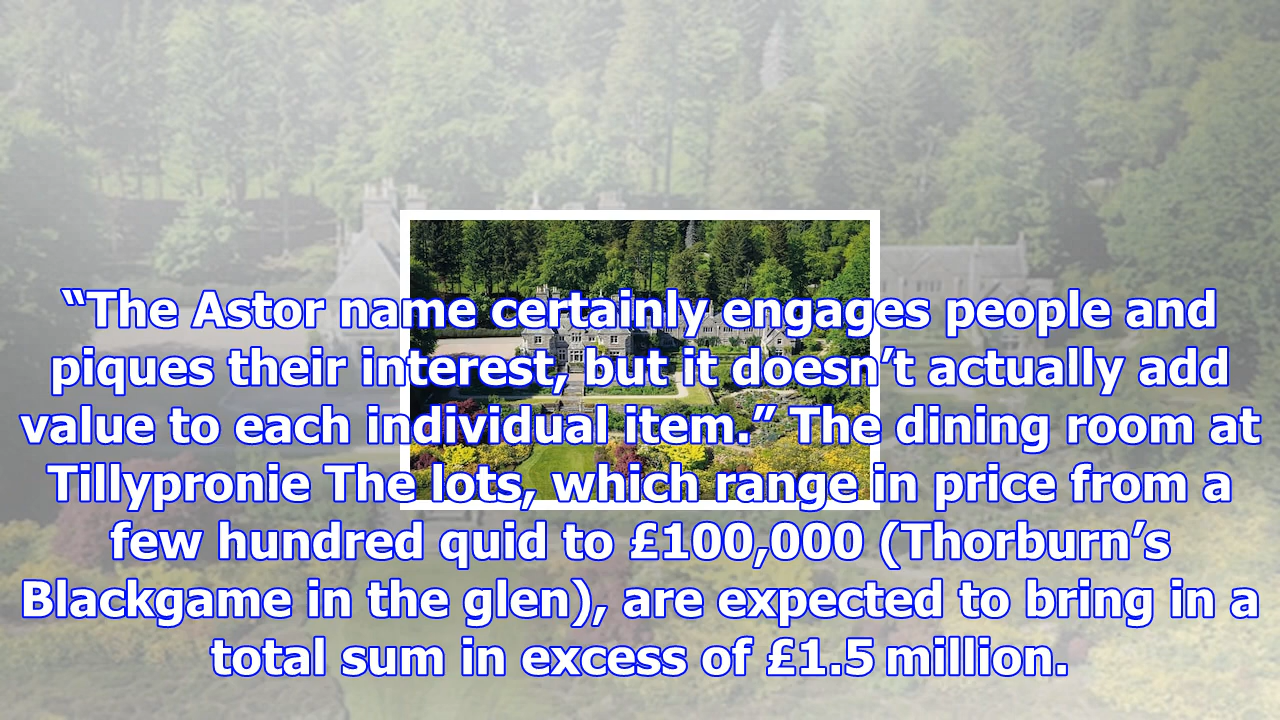 “The Astor name certainly engages people and
piques their interest, but it doesn’t actually add
value to each individual item.” The dining room at
Tillypronie The lots, which range in price from a
few hundred quid to £100,000 (Thorburn’s
Blackgame in the glen), are expected to bring in a
total sum in excess of £1.5 million.